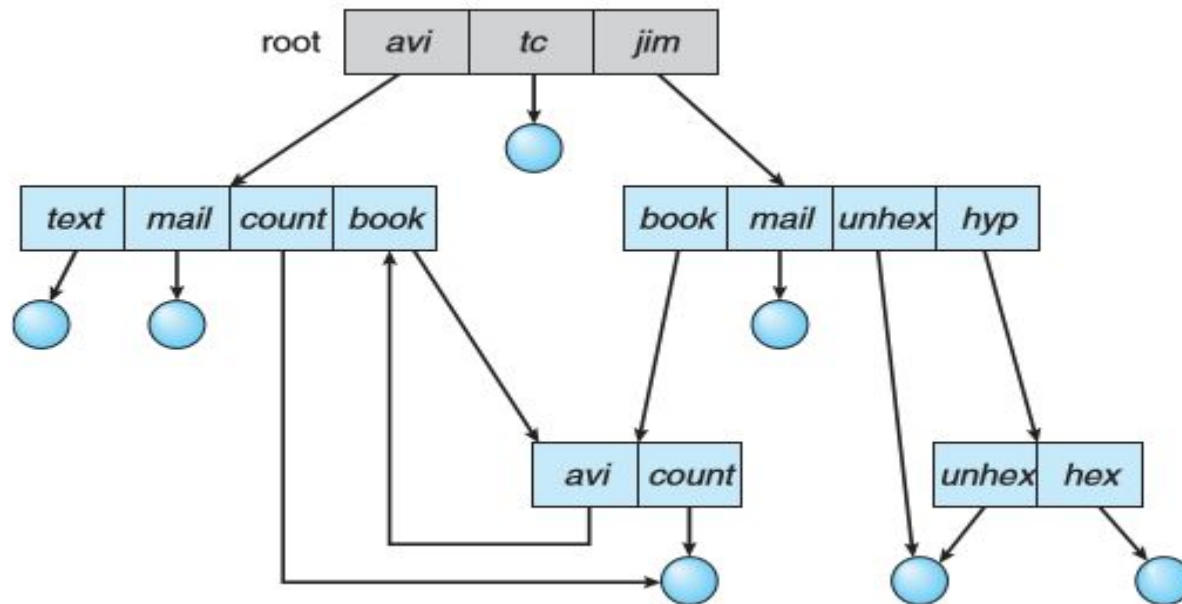 root avi tc jim
text mail count book book mail unhex hyp
avi count unhex hex